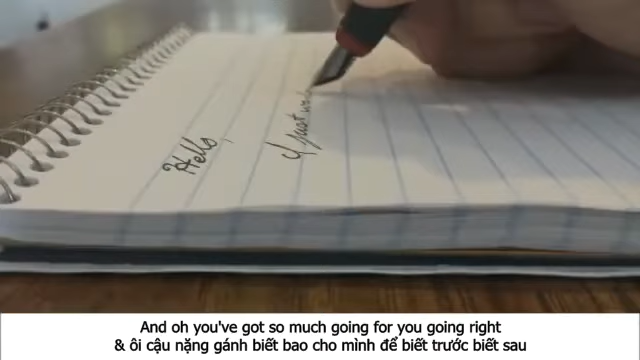 Hello,
I just
And oh you've got so much going for you going right
& ôi cậu nặng gánh biết bao cho mình để biết trước biết sau